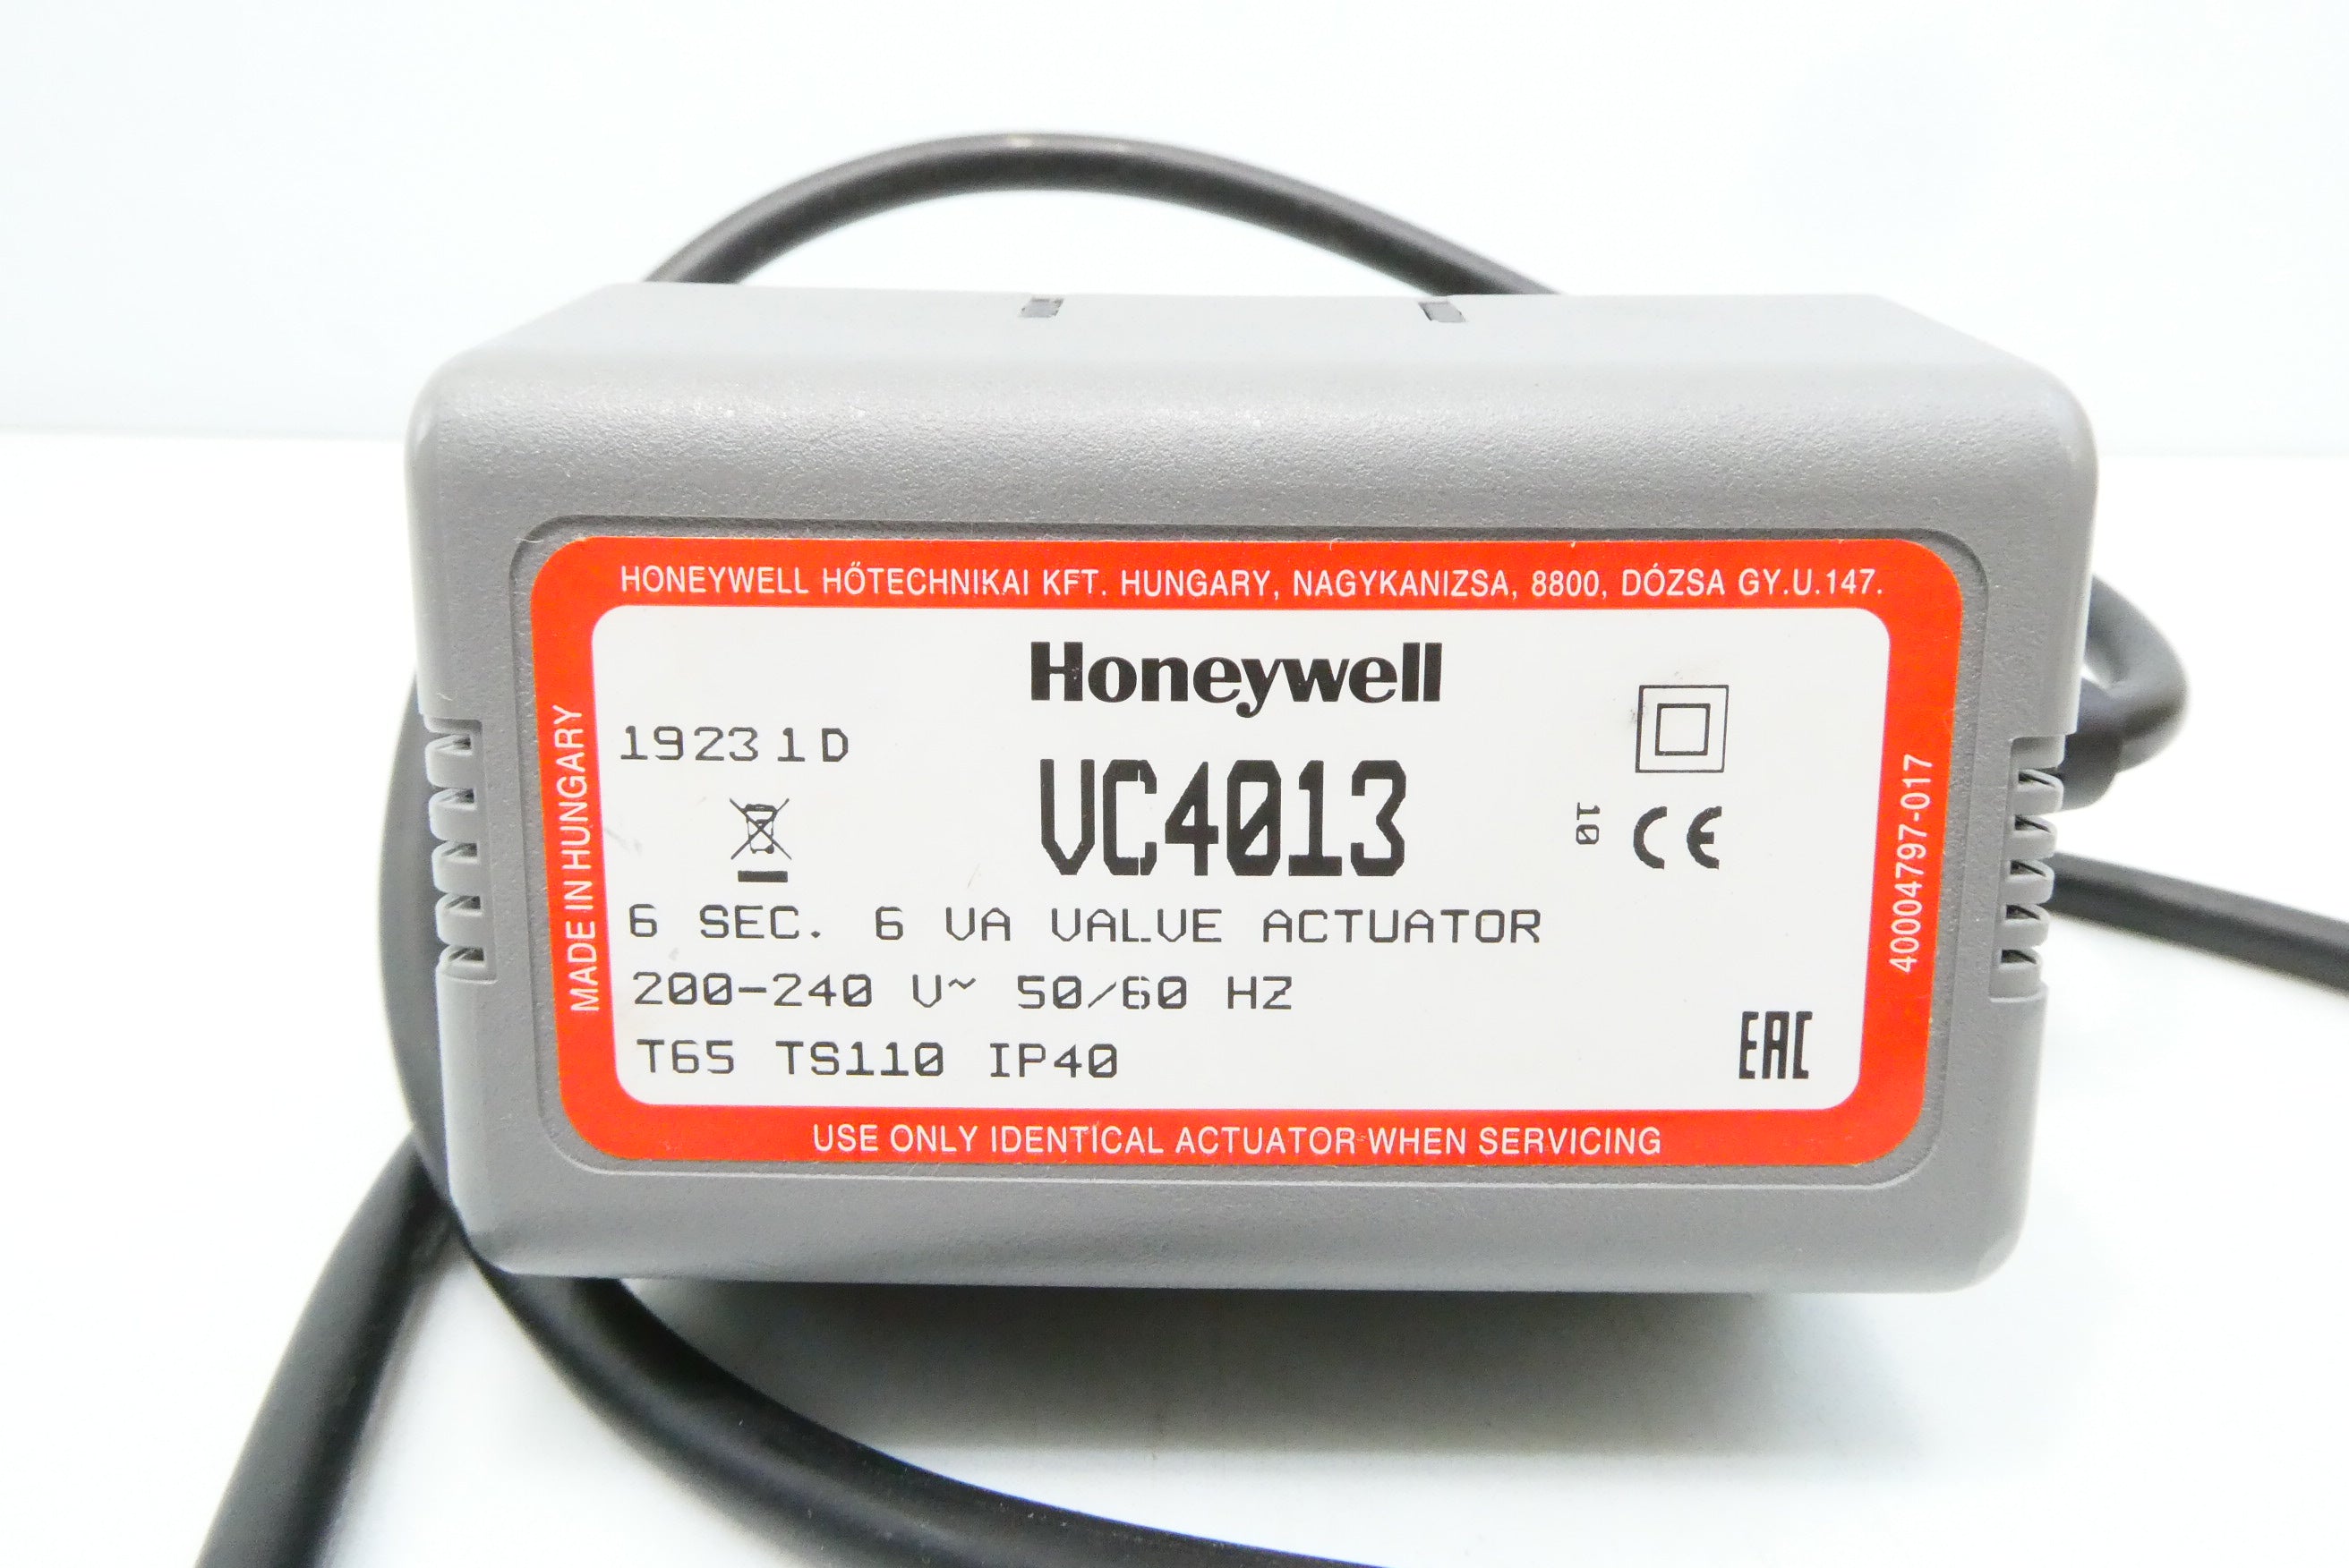 HONEYWELL HŐTECHNIKAI KFT. HUNGARY, NAGYKANIZSA, 8800, DÓZSA GY.U.147.
MADE IN HUNGARY
Honeywell
19231D
VC4013
10
CE
6 SEC. 6 VA VALVE ACTUATOR
200-240 V~ 50/60 HZ
T65 TS110 IP40
EAC
40004797-017
USE ONLY IDENTICAL ACTUATOR WHEN SERVICING